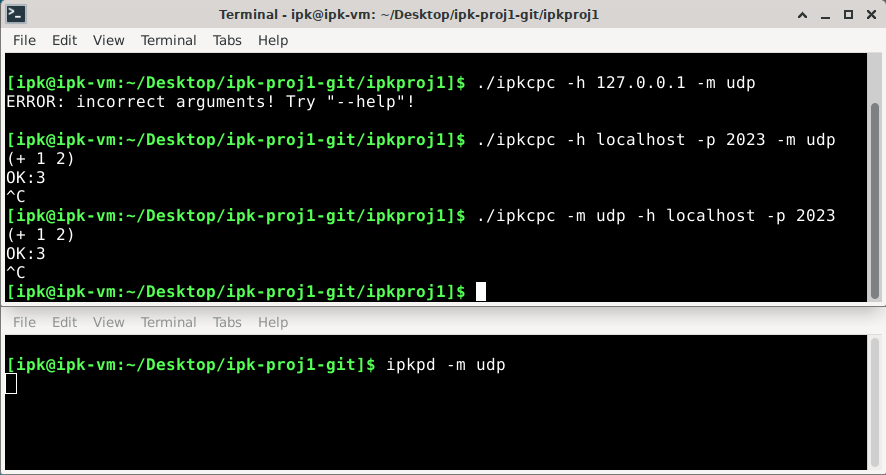 Terminal - ipk@ipk-vm: ~/Desktop/ipk-proj1-git/ipkproj1
File Edit View Terminal Tabs Help
[ipk@ipk-vm:~/Desktop/ipk-proj1-git/ipkproj1]$ ./ipkcpc -h 127.0.0.1 -m udp
ERROR: incorrect arguments! Try "--help"!
[ipk@ipk-vm:~/Desktop/ipk-proj1-git/ipkproj1]$ ./ipkcpc -h localhost -p 2023 -m udp
(+ 1 2)
OK:3
^C
[ipk@ipk-vm:~/Desktop/ipk-proj1-git/ipkproj1]$ ./ipkcpc -m udp -h localhost -p 2023
(+ 1 2)
OK:3
^C
[ipk@ipk-vm:~/Desktop/ipk-proj1-git/ipkproj1]$
File Edit View Terminal Tabs Help
[ipk@ipk-vm:~/Desktop/ipk-proj1-git]$ ipkpd -m udp